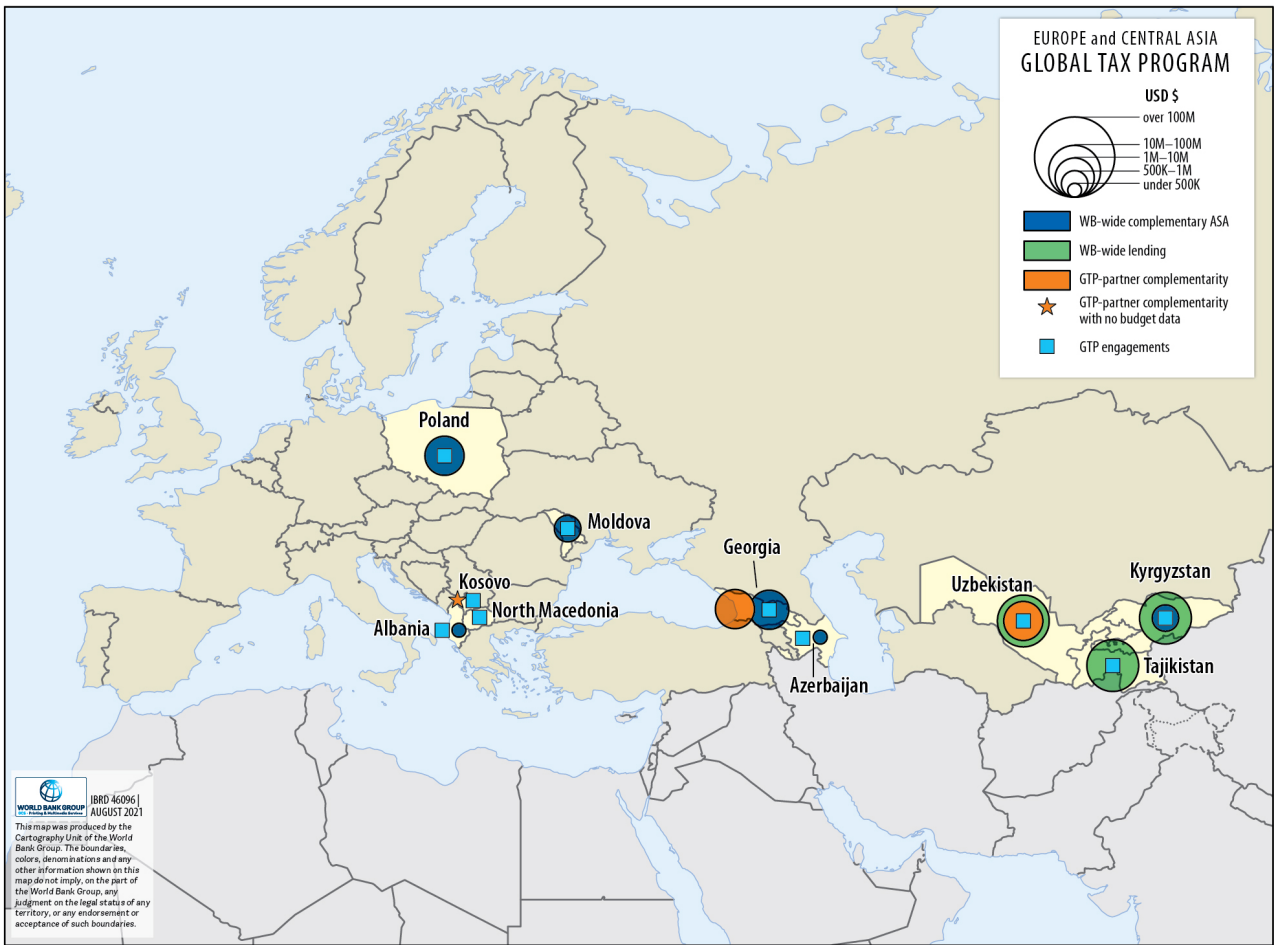 EUROPE and CENTRAL ASIA
GLOBAL TAX PROGRAM
USD $
over 100M
10M–100M
1M–10M
500K–1M
under 500K
WB-wide complementary ASA
WB-wide lending
GTP-partner complementarity
GTP-partner complementarity
with no budget data
GTP engagements
Poland
Moldova
Georgia
Kosovo
North Macedonia
Albania
Azerbaijan
Uzbekistan
Kyrgyzstan
Tajikistan
WORLD BANK GROUP
IBRD 46096 |
AUGUST 2021
This map was produced by the
Cartography Unit of the World
Bank Group. The boundaries,
colors, denominations and any
other information shown on this
map do not imply, on the part of
the World Bank Group, any
judgment on the legal status of any
territory, or any endorsement or
acceptance of such boundaries.